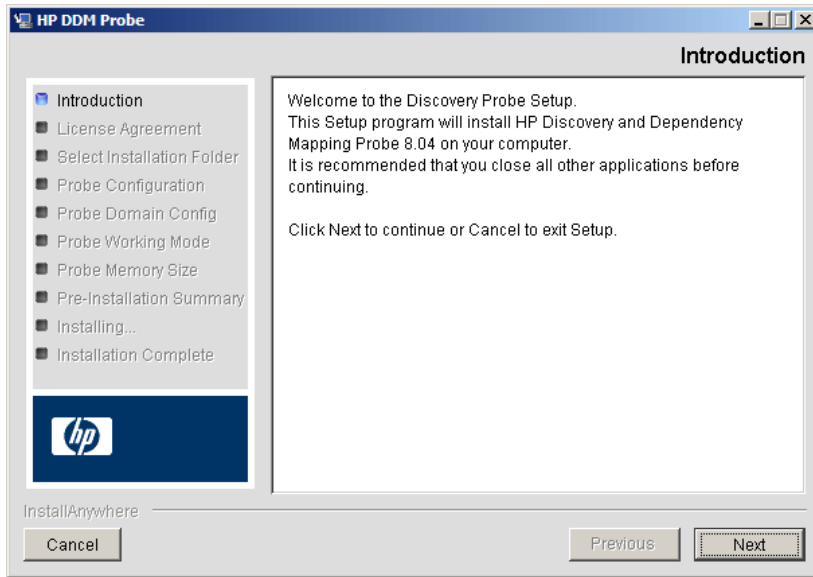 HP DDM Probe
Introduction
Introduction
License Agreement
Select Installation Folder
Probe Configuration
Probe Domain Config
Probe Working Mode
Probe Memory Size
Pre-Installation Summary
Installing...
Installation Complete
hp
Welcome to the Discovery Probe Setup.
This Setup program will install HP Discovery and Dependency
Mapping Probe 8.04 on your computer.
It is recommended that you close all other applications before
continuing.
Click Next to continue or Cancel to exit Setup.
InstallAnywhere
Cancel
Previous
Next